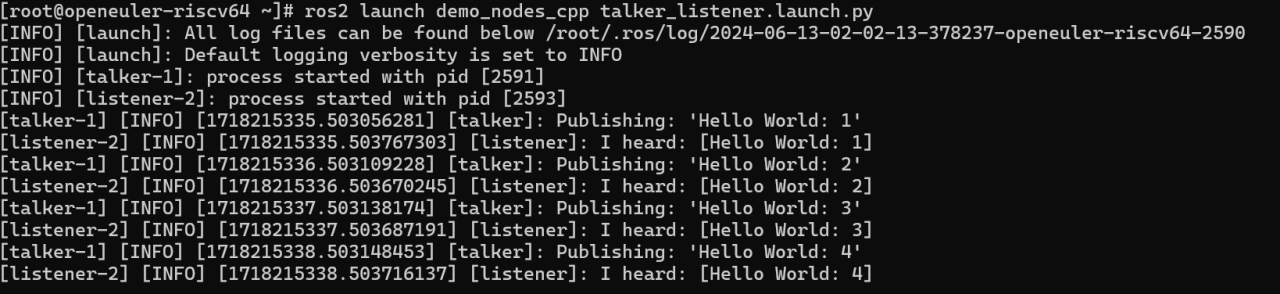 [root@openeuler-riscv64 ~]# ros2 launch demo_nodes_cpp talker_listener.launch.py
[INFO] [launch]: All log files can be found below /root/.ros/log/2024-06-13-02-02-13-378237-openeuler-riscv64-2590
[INFO] [launch]: Default logging verbosity is set to INFO
[INFO] [talker-1]: process started with pid [2591]
[INFO] [listener-2]: process started with pid [2593]
[talker-1] [INFO] [1718215335.503056281] [talker]: Publishing: 'Hello World: 1'
[listener-2] [INFO] [1718215335.503767303] [listener]: I heard: [Hello World: 1]
[talker-1] [INFO] [1718215336.503109228] [talker]: Publishing: 'Hello World: 2'
[listener-2] [INFO] [1718215336.503670245] [listener]: I heard: [Hello World: 2]
[talker-1] [INFO] [1718215337.503138174] [talker]: Publishing: 'Hello World: 3'
[listener-2] [INFO] [1718215337.503687191] [listener]: I heard: [Hello World: 3]
[talker-1] [INFO] [1718215338.503148453] [talker]: Publishing: 'Hello World: 4'
[listener-2] [INFO] [1718215338.503716137] [listener]: I heard: [Hello World: 4]